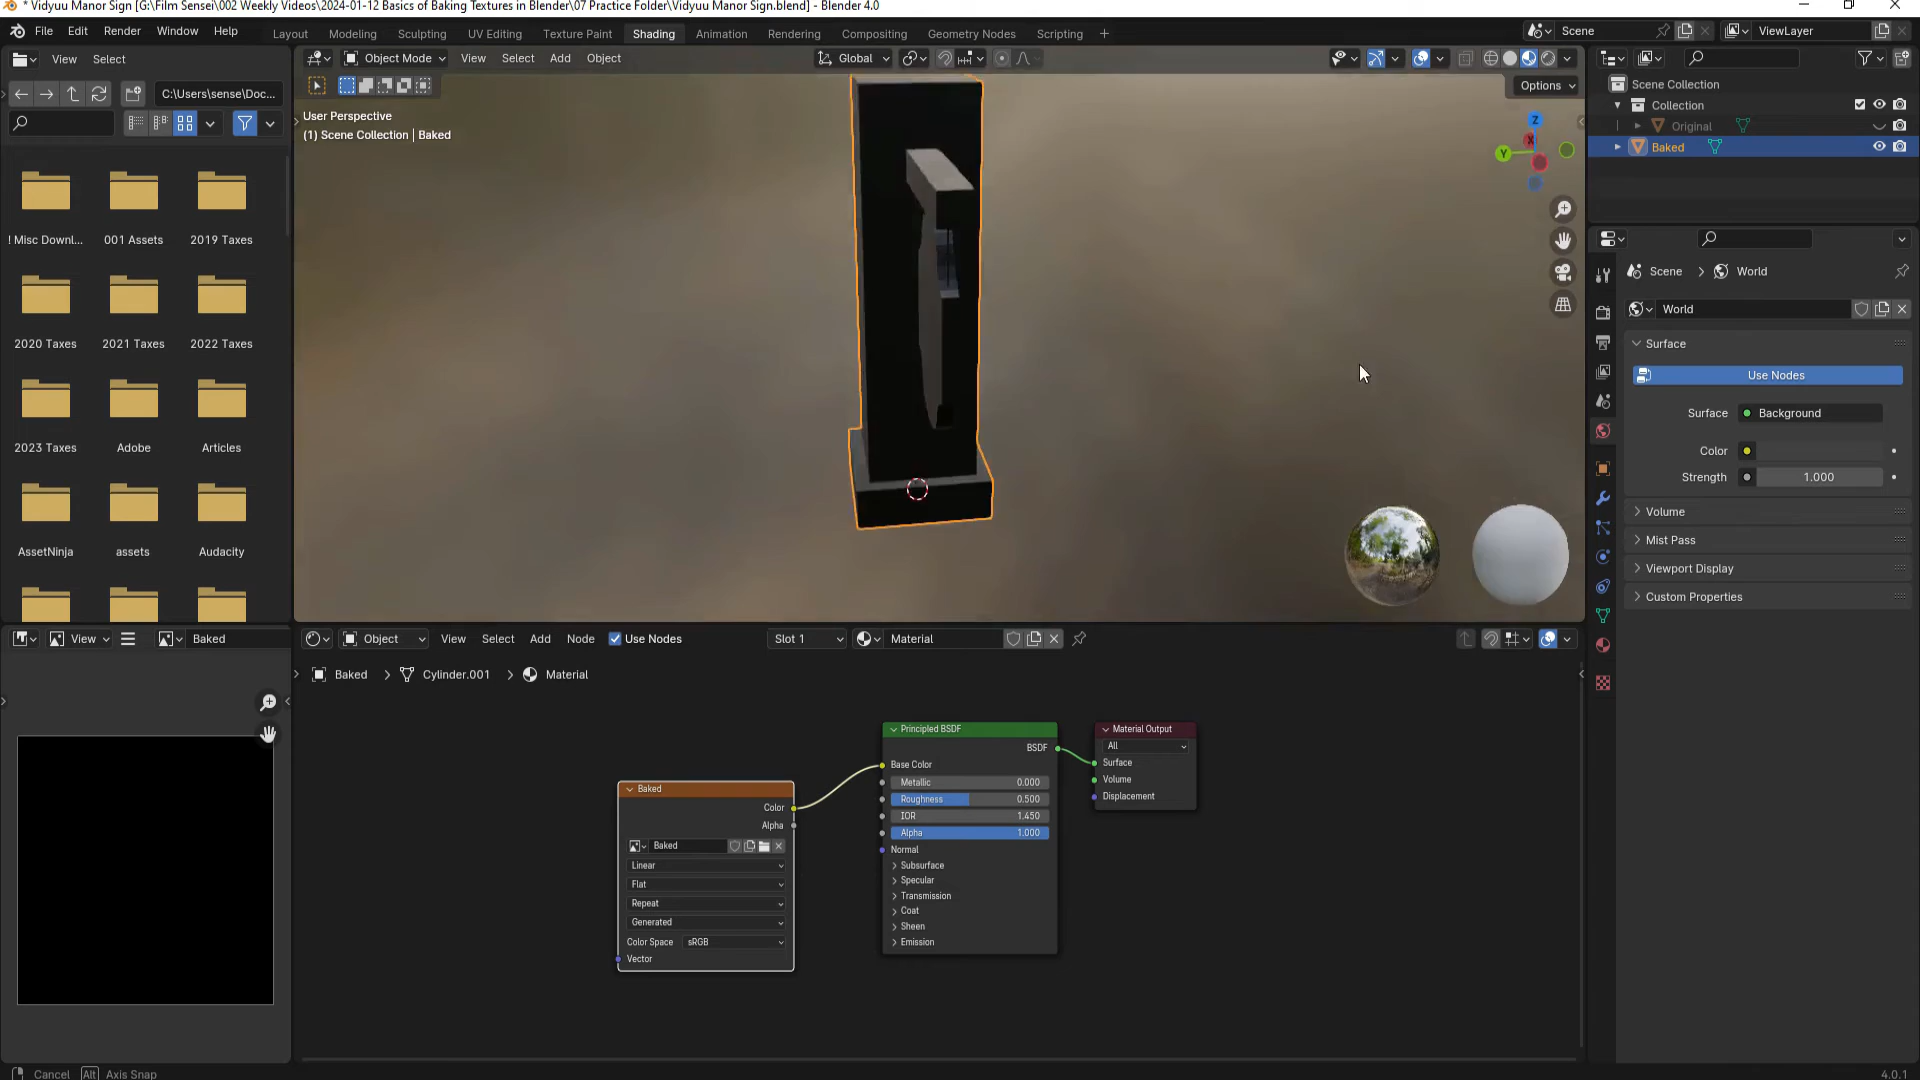 * Vidyuu Manor Sign [G:\Film Sensei\002 Weekly Videos\2024-01-12 Basics of Baking Textures in Blender\07 Practice Folder\Vidyuu Manor Sign.blend] - Blender 4.0
File Edit Render Window Help Layout Modeling Sculpting UV Editing Texture Paint Shading Animation Rendering Compositing Geometry Nodes Scripting + Scene ViewLayer
View Select Object Mode View Select Add Object Global
C:\Users\sense\Doc... Options
User Perspective
(1) Scene Collection | Baked
Scene Collection
Collection
Original
Baked
! Misc Downl... 001 Assets 2019 Taxes
2020 Taxes 2021 Taxes 2022 Taxes
2023 Taxes Adobe Articles
AssetNinja assets Audacity
Z
X
Y
Scene > World
World
Surface
Use Nodes
Surface Background
Color
Strength 1.000
Volume
Mist Pass
Viewport Display
Custom Properties
View Baked
Object View Select Add Node Use Nodes Slot 1 Material
Baked > Cylinder.001 > Material
Baked
Color
Alpha
Baked
Linear
Flat
Repeat
Generated
Color Space sRGB
Vector
Principled BSDF
BSDF
Base Color
Metallic 0.000
Roughness 0.500
IOR 1.450
Alpha 1.000
Normal
Subsurface
Specular
Transmission
Coat
Sheen
Emission
Material Output
All
Surface
Volume
Displacement
Cancel Alt Axis Snap 4.0.1